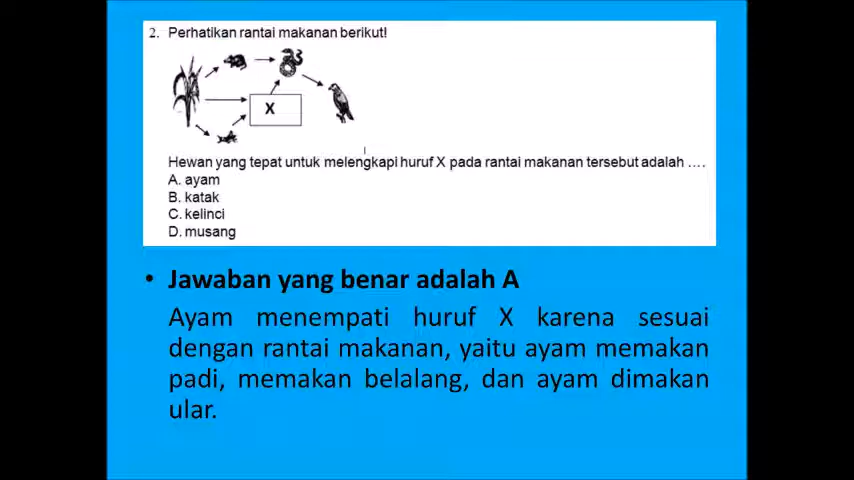 2. Perhatikan rantai makanan berikut!
X
Hewan yang tepat untuk melengkapi huruf X pada rantai makanan tersebut adalah ….
A. ayam
B. katak
C. kelinci
D. musang
• Jawaban yang benar adalah A
Ayam menempati huruf X karena sesuai
dengan rantai makanan, yaitu ayam memakan
padi, memakan belalang, dan ayam dimakan
ular.